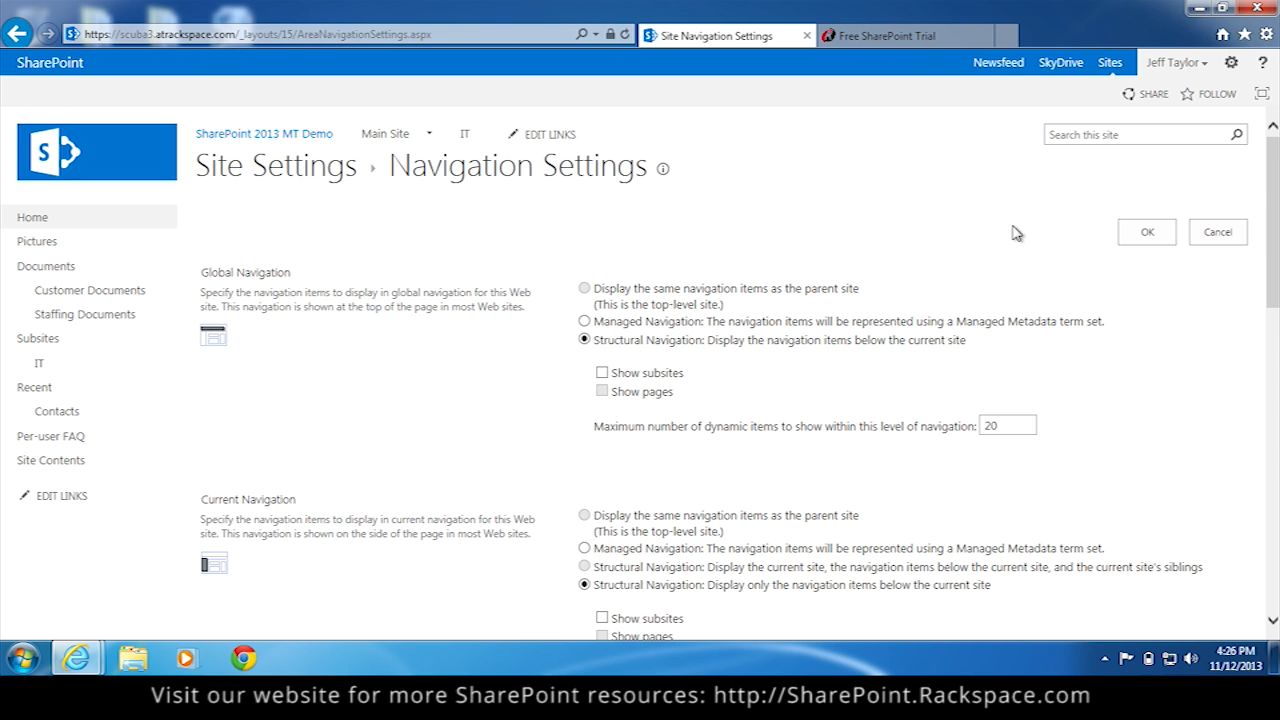 https://scuba3.atrackspace.com/_layouts/15/AreaNavigationSettings.aspx
Site Navigation Settings
Free SharePoint Trial
SharePoint
Newsfeed
SkyDrive
Sites
Jeff Taylor
?
SHARE
FOLLOW
S
SharePoint 2013 MT Demo
Main Site
IT
EDIT LINKS
Search this site
Site Settings
Navigation Settings
Home
Pictures
Documents
Customer Documents
Staffing Documents
Subsites
IT
Recent
Contacts
Per-user FAQ
Site Contents
EDIT LINKS
OK
Cancel
Global Navigation
Specify the navigation items to display in global navigation for this Web
site. This navigation is shown at the top of the page in most Web sites.
Display the same navigation items as the parent site
(This is the top-level site.)
Managed Navigation: The navigation items will be represented using a Managed Metadata term set.
Structural Navigation: Display the navigation items below the current site
Show subsites
Show pages
Maximum number of dynamic items to show within this level of navigation: 20
Current Navigation
Specify the navigation items to display in current navigation for this Web
site. This navigation is shown on the side of the page in most Web sites.
Display the same navigation items as the parent site
(This is the top-level site.)
Managed Navigation: The navigation items will be represented using a Managed Metadata term set.
Structural Navigation: Display the current site, the navigation items below the current site, and the current site's siblings
Structural Navigation: Display only the navigation items below the current site
Show subsites
Show pages
4:26 PM
11/12/2013
Visit our website for more SharePoint resources: http://SharePoint.Rackspace.com